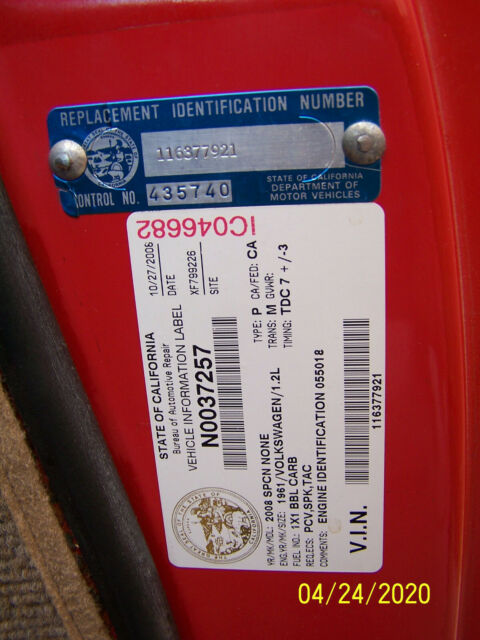 REPLACEMENT IDENTIFICATION NUMBER
116377921
CONTROL NO. 435740
STATE OF CALIFORNIA
DEPARTMENT OF
MOTOR VEHICLES
IC046682
STATE OF CALIFORNIA
Bureau of Automotive Repair
VEHICLE INFORMATION LABEL
N0037257
10/27/2008
DATE
XF799226
SITE
YR/MK/MDL: 2008 SPCN NONE
TYPE: P CA/FED: CA
ENG.YR/MK/SIZE: 1961/VOLKSWAGEN/1.2L
TRANS: M GVWR:
FUEL IND.: 1X1 BBL CARB
TIMING: TDC 7 +/-3
REQ.ECS: PCV,SPK,TAC
COMMENTS: ENGINE IDENTIFICATION 055018
V.I.N.
116377921
04/24/2020